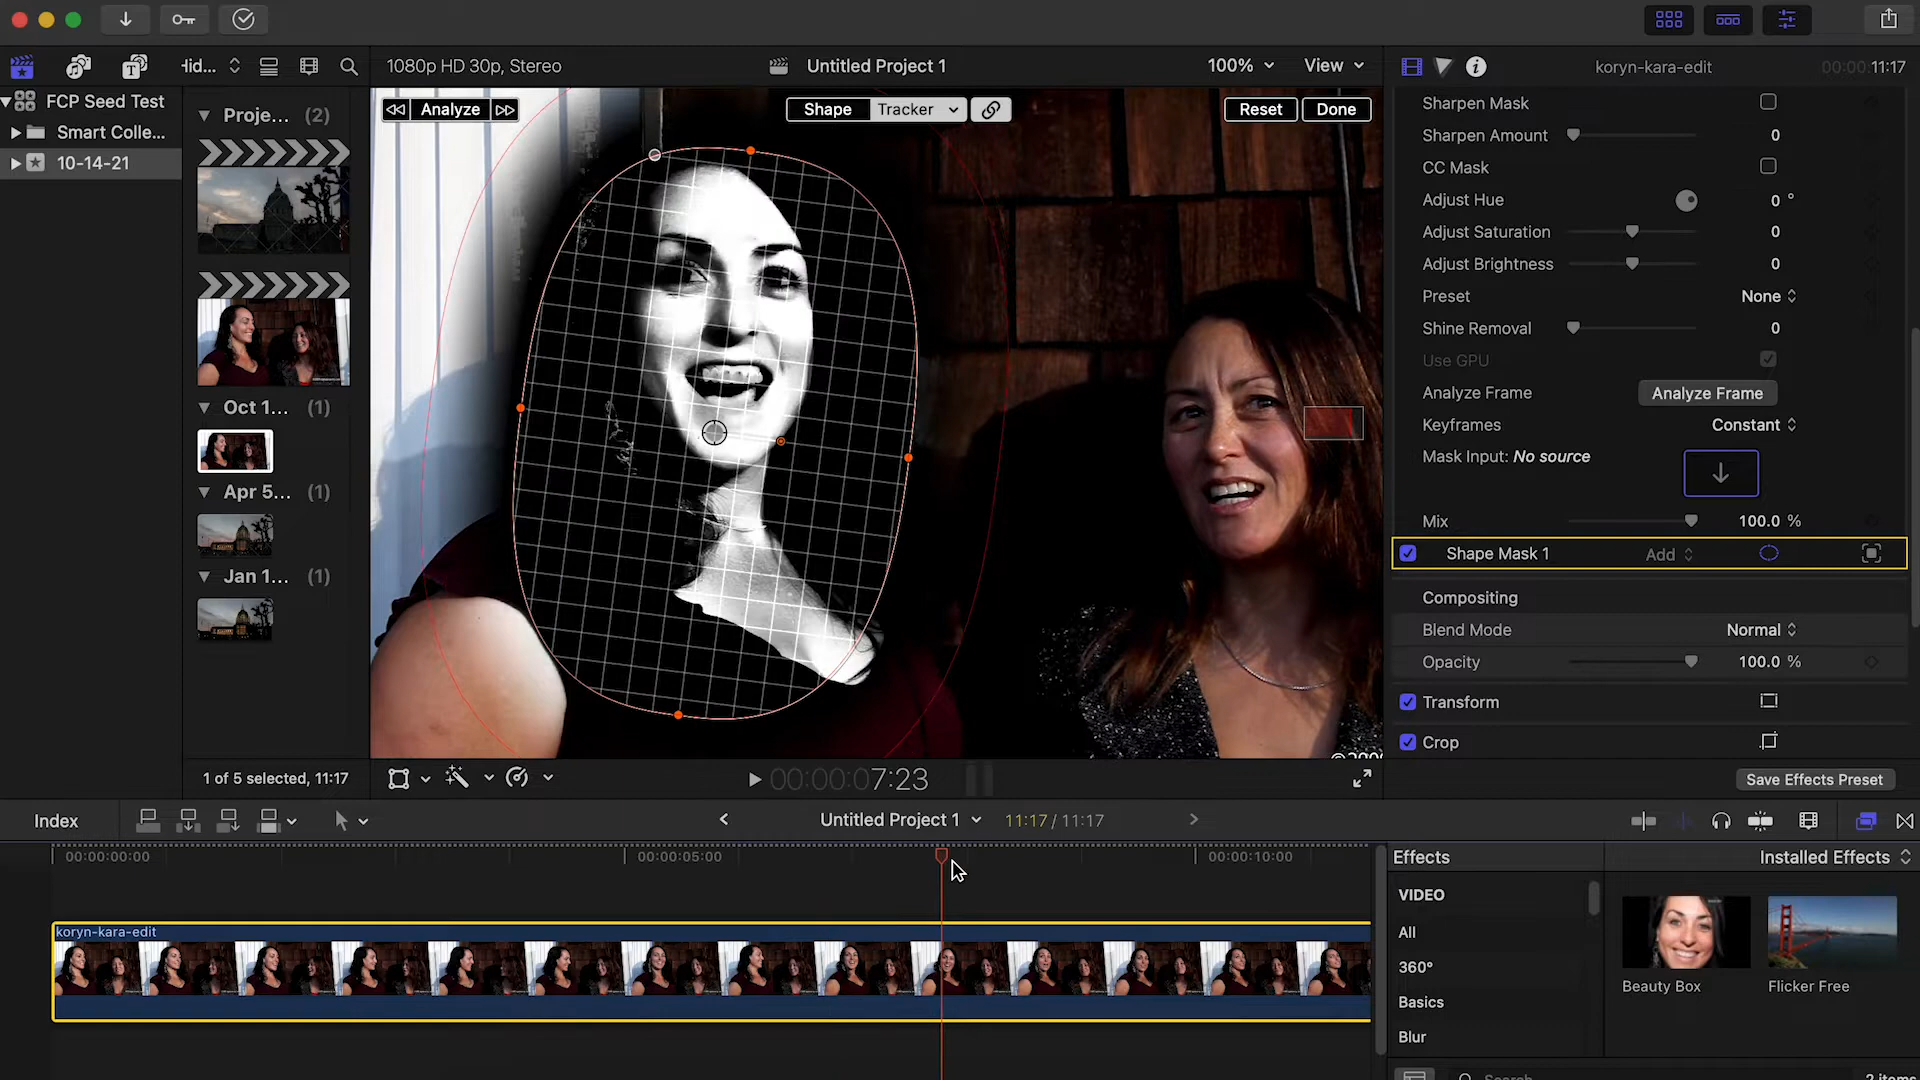 Hid...
1080p HD 30p, Stereo
Untitled Project 1
100%
View
koryn-kara-edit
00:00:11:17
FCP Seed Test
Smart Colle...
10-14-21
Proje... (2)
Oct 1... (1)
Apr 5... (1)
Jan 1... (1)
Analyze
Shape
Tracker
Reset
Done
Sharpen Mask
Sharpen Amount 0
CC Mask
Adjust Hue 0 °
Adjust Saturation 0
Adjust Brightness 0
Preset None
Shine Removal 0
Use GPU
Analyze Frame Analyze Frame
Keyframes Constant
Mask Input: No source
Mix 100.0 %
Shape Mask 1 Add
Compositing
Blend Mode Normal
Opacity 100.0 %
Transform
Crop
1 of 5 selected, 11:17
00:00:07:23
Save Effects Preset
Index
Untitled Project 1
11:17 / 11:17
00:00:00:00
00:00:05:00
00:00:10:00
koryn-kara-edit
Effects
Installed Effects
VIDEO
All
360°
Basics
Blur
Beauty Box
Flicker Free
Search
2 items